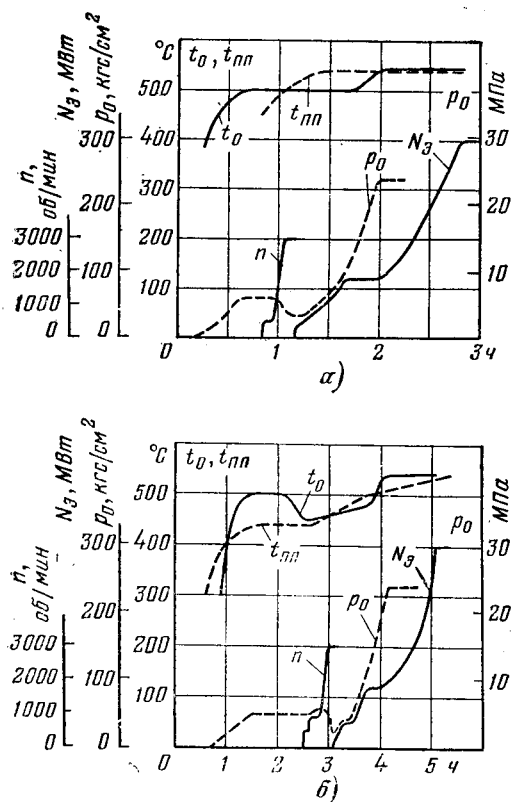 °C
t₀, tпп
n, об/мин
Nэ, МВт
p₀, кгс/см²
МПа
500
400
300
200
100
0
300
200
100
0
3000
2000
1000
0
30
20
10
t₀
tпп
p₀
p₀
Nэ
n
0 1 2 3 ч
а)
°C
t₀, tпп
n, об/мин
Nэ, МВт
p₀, кгс/см²
МПа
500
400
300
200
100
300
200
100
0
3000
2000
1000
0
30
20
10
t₀
tпп
p₀
p₀
Nэ
n
0 1 2 3 4 5 ч
б)